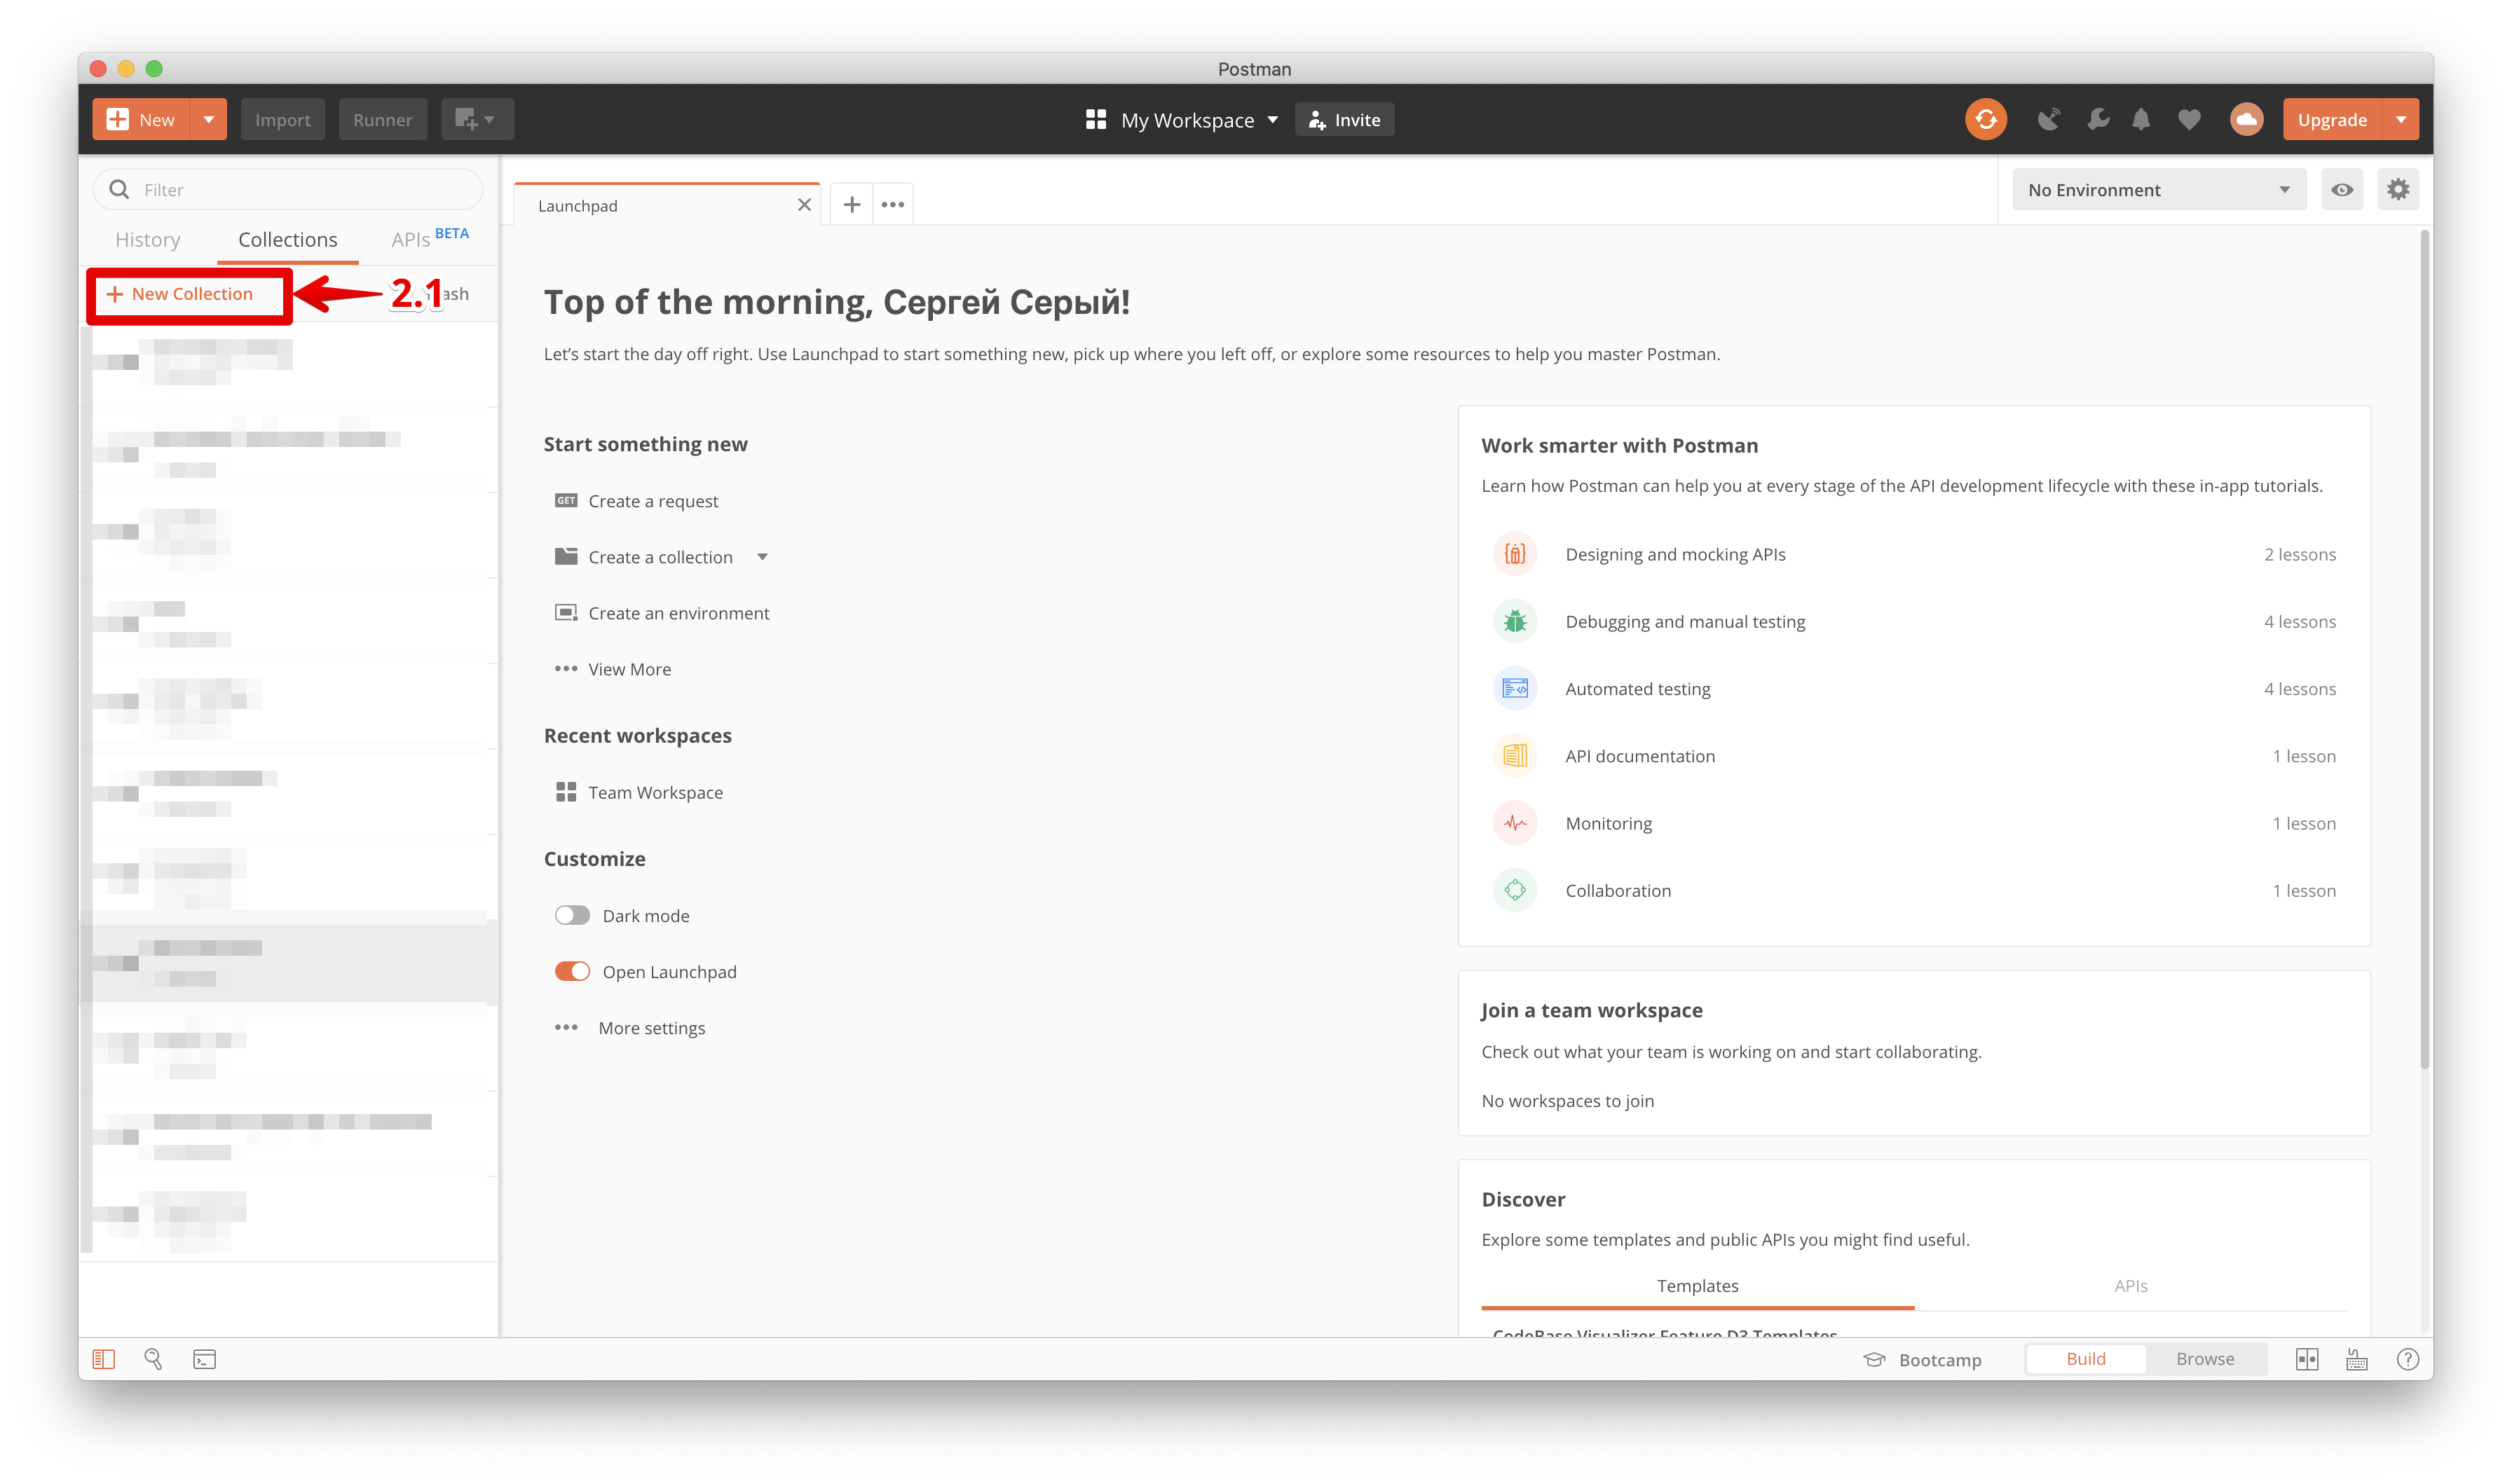 Postman
New
Import
Runner
My Workspace
Invite
Upgrade
Filter
History
Collections
APIs BETA
New Collection
2.1
Launchpad
No Environment
Top of the morning, Сергей Серый!
Let's start the day off right. Use Launchpad to start something new, pick up where you left off, or explore some resources to help you master Postman.
Start something new
GET Create a request
Create a collection
Create an environment
View More
Recent workspaces
Team Workspace
Customize
Dark mode
Open Launchpad
More settings
Work smarter with Postman
Learn how Postman can help you at every stage of the API development lifecycle with these in-app tutorials.
Designing and mocking APIs 2 lessons
Debugging and manual testing 4 lessons
Automated testing 4 lessons
API documentation 1 lesson
Monitoring 1 lesson
Collaboration 1 lesson
Join a team workspace
Check out what your team is working on and start collaborating.
No workspaces to join
Discover
Explore some templates and public APIs you might find useful.
Templates
APIs
CodeBase Visualizer Feature D3 Templates
Bootcamp
Build
Browse